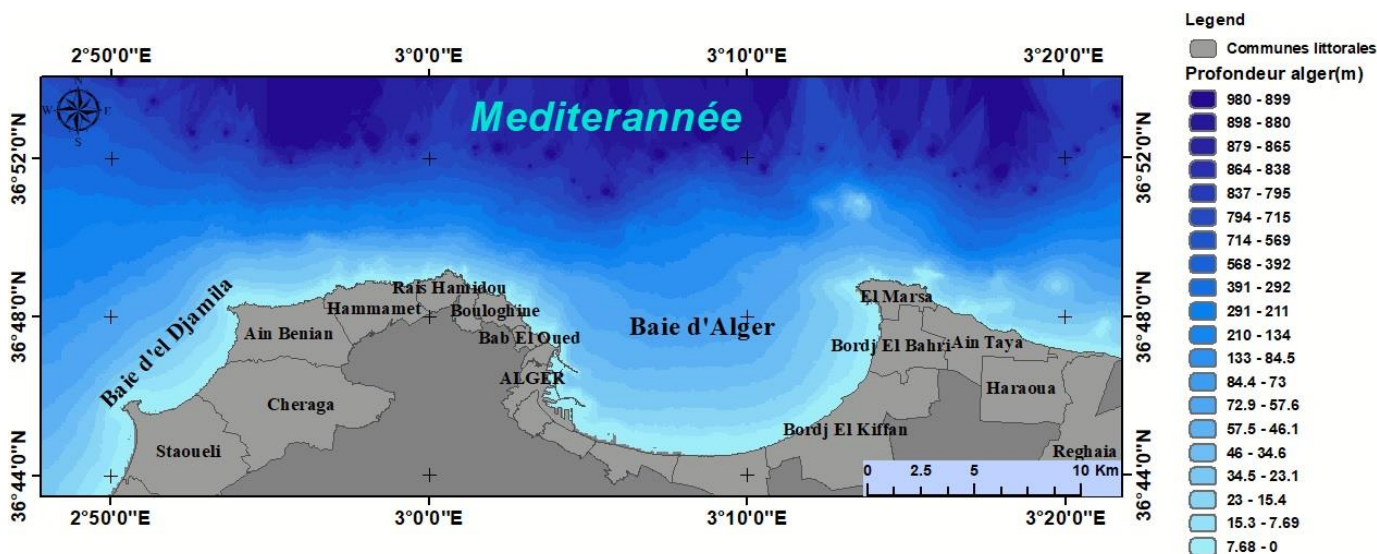 Legend
Communes littorales
Profondeur alger(m)
980 - 899
898 - 880
879 - 865
864 - 838
837 - 795
794 - 715
714 - 569
568 - 392
391 - 292
291 - 211
210 - 134
133 - 84.5
84.4 - 73
72.9 - 57.6
57.5 - 46.1
46 - 34.6
34.5 - 23.1
23 - 15.4
15.3 - 7.69
7.68 - 0
2°50'0"E 3°0'0"E 3°10'0"E 3°20'0"E
N
W E
S
Mediterannée
36°52'0"N 36°52'0"N
36°48'0"N 36°48'0"N
36°44'0"N 36°44'0"N
Baie d'el Djamila
Rais Hamidou
Hammamet
Bouloghine
Ain Benian
Bab El Oued
ALGER
Cheraga
Staoueli
Baie d'Alger
El Marsa
Bordj El Bahri
Ain Taya
Haraoua
Bordj El Kiffan
Reghaia
0 2.5 5 10 Km
2°50'0"E 3°0'0"E 3°10'0"E 3°20'0"E